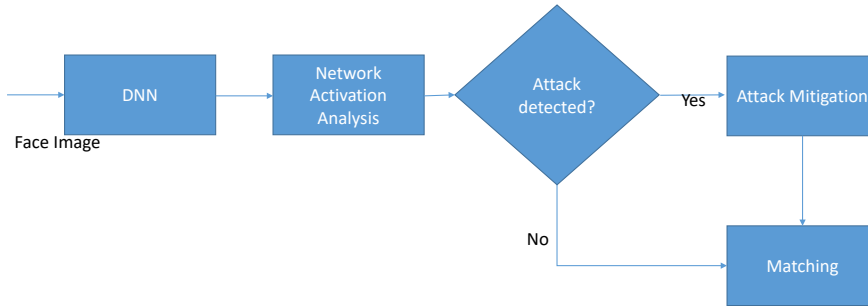 Face Image
DNN
Network
Activation
Analysis
Attack
detected?
Yes
Attack Mitigation
No
Matching